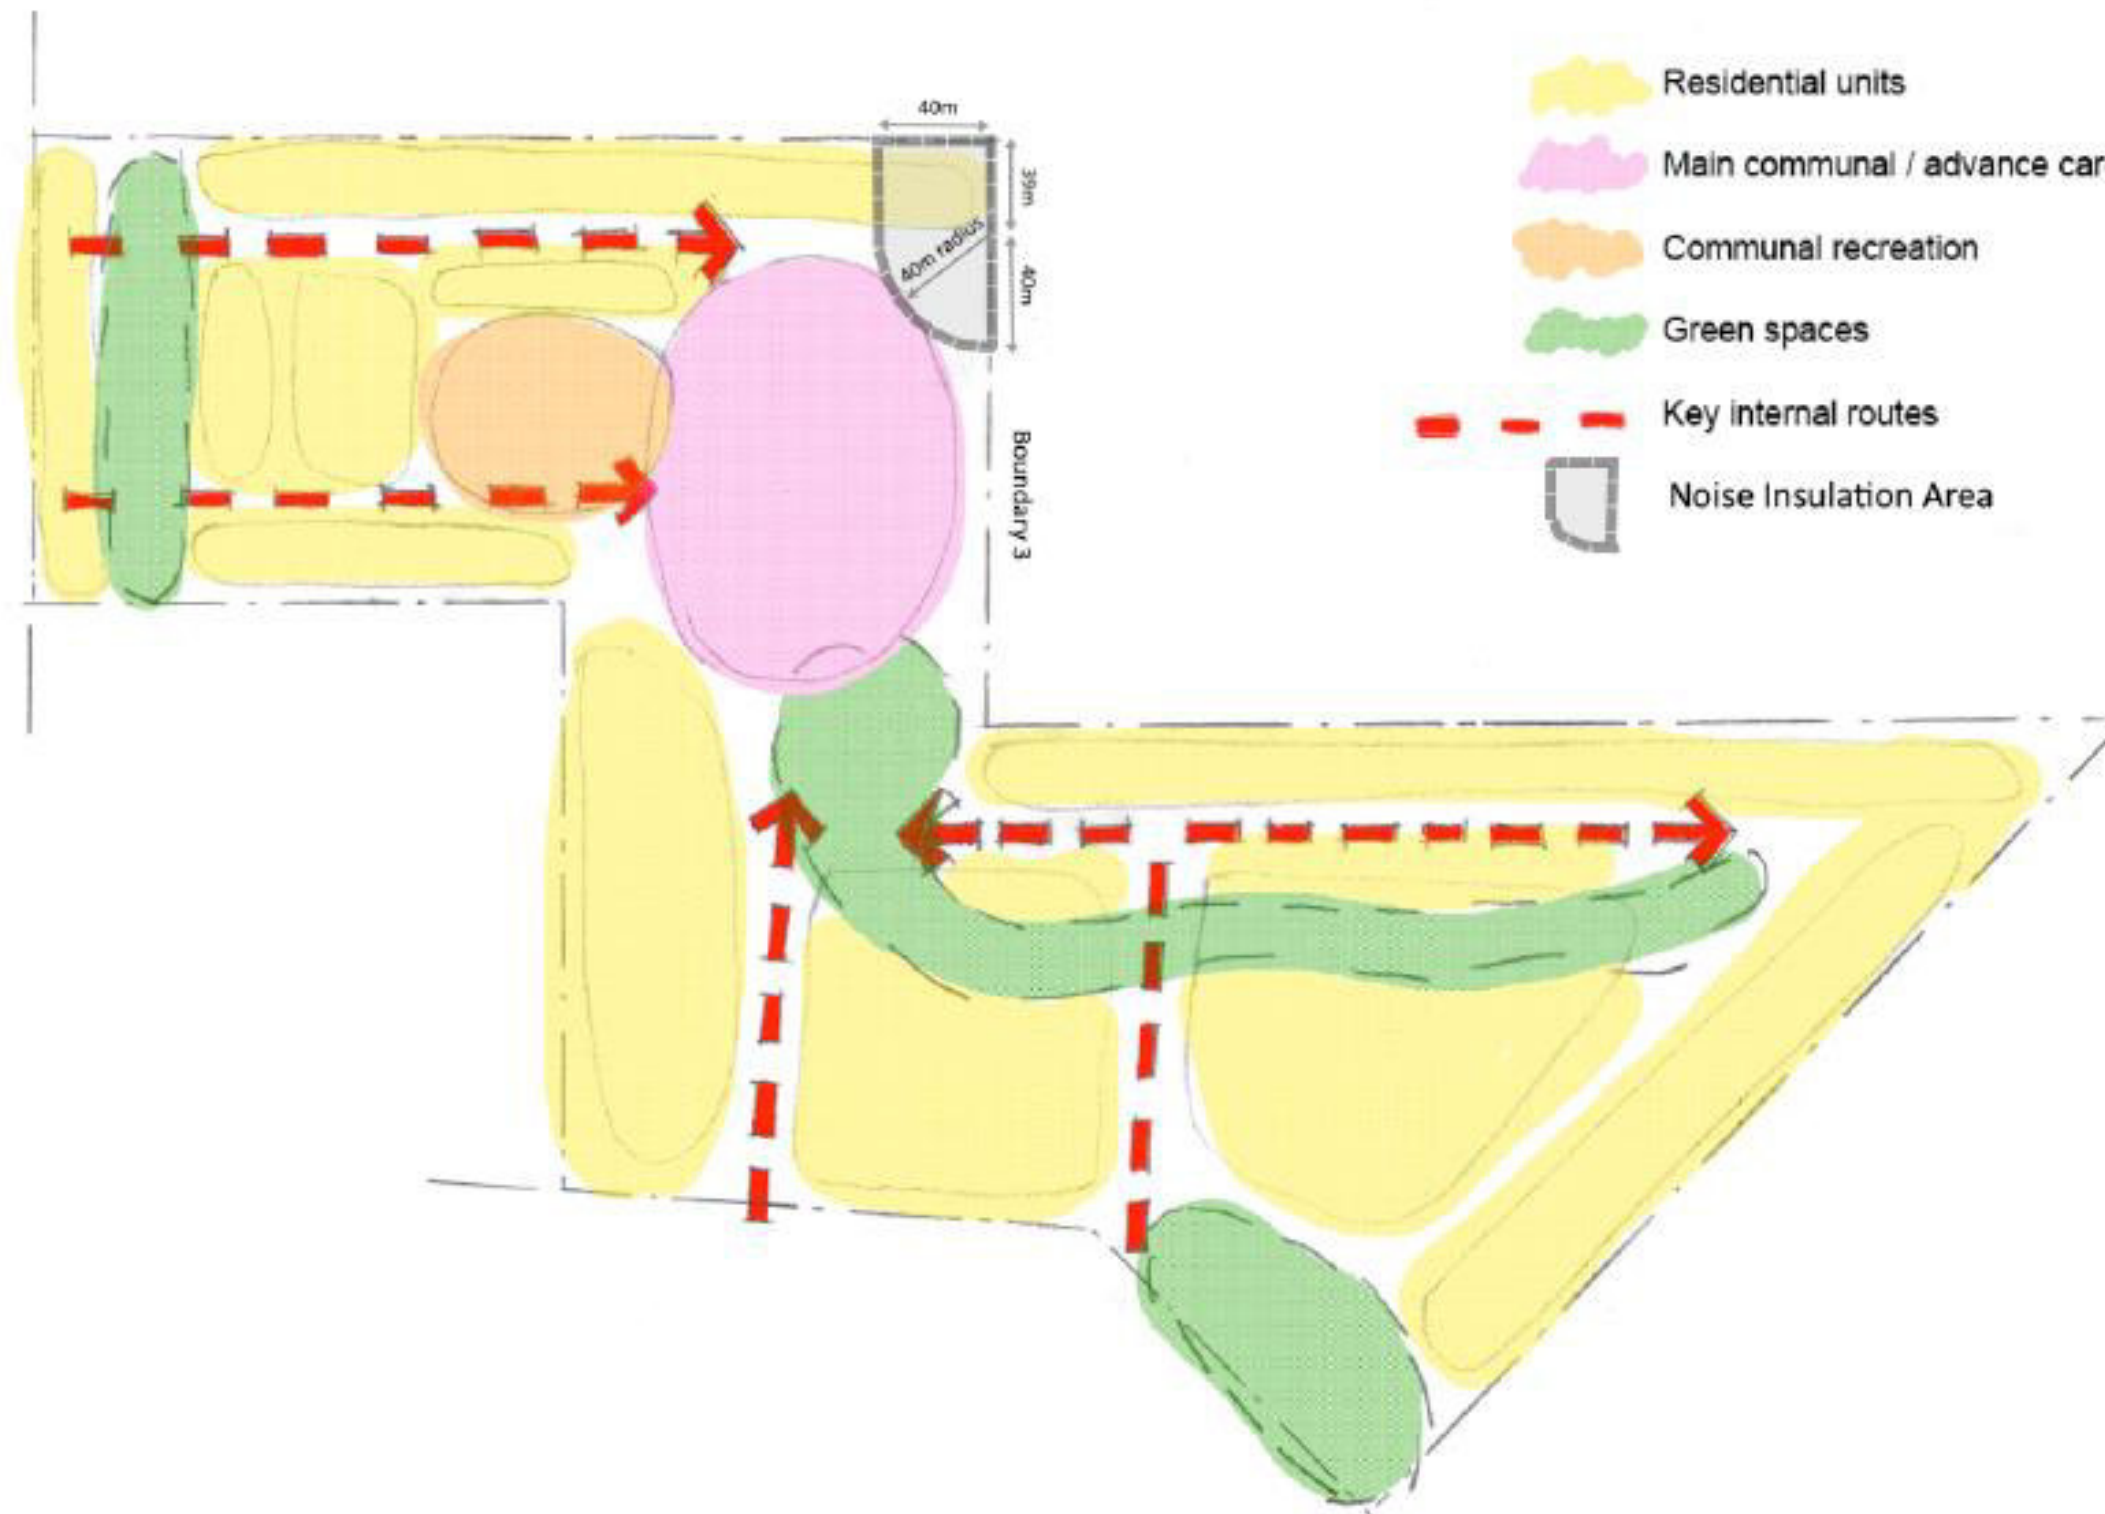 40m
39m
40m radius
40m
Boundary 3
Residential units
Main communal / advance car
Communal recreation
Green spaces
Key internal routes
Noise Insulation Area